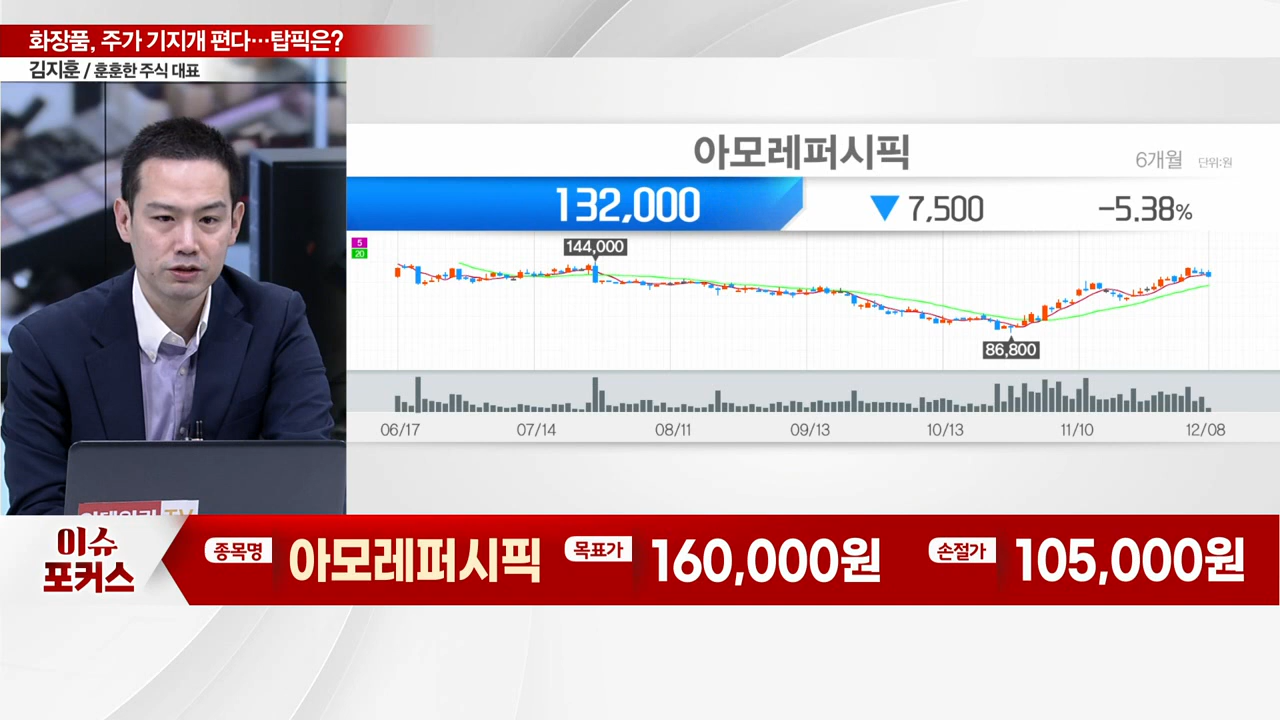 화장품, 주가 기지개 편다…탑픽은?
김지훈 / 훈훈한 주식 대표
아모레퍼시픽
6개월 단위:원
132,000 ▼ 7,500 -5.38%
5
20
144,000
86,800
06/17 07/14 08/11 09/13 10/13 11/10 12/08
TV
이슈
포커스
종목명 아모레퍼시픽 목표가 160,000원 손절가 105,000원